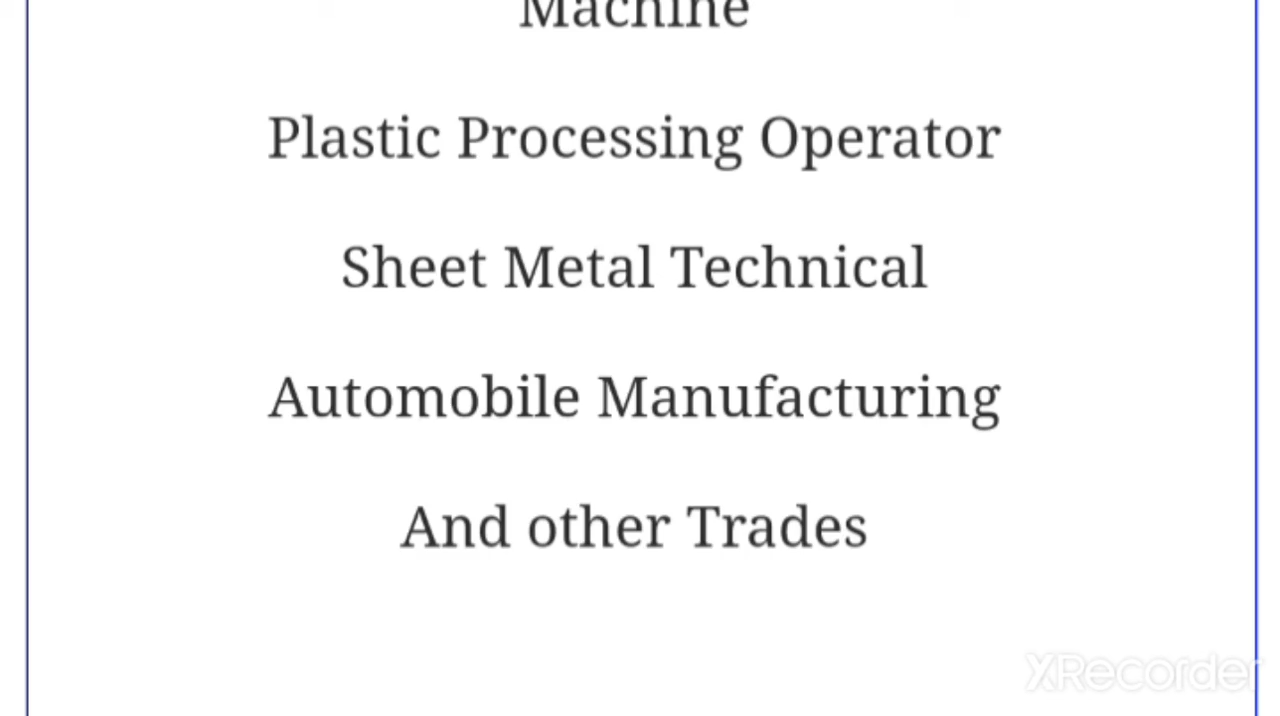 Machine
Plastic Processing Operator
Sheet Metal Technical
Automobile Manufacturing
And other Trades
XRecorder